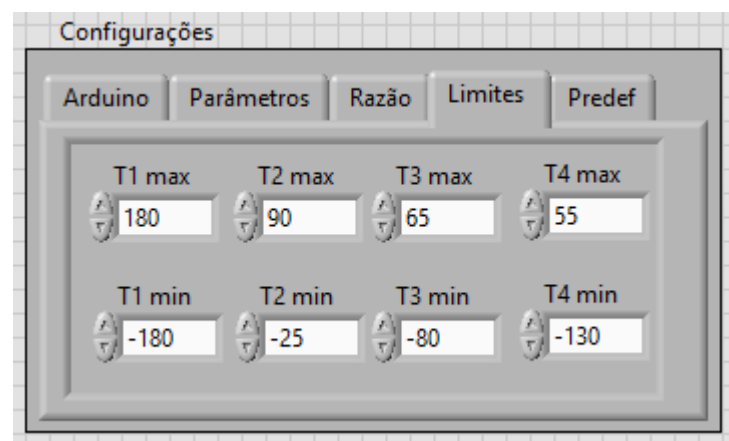 Configurações
Arduino Parâmetros Razão Limites Predef
T1 max T2 max T3 max T4 max
180 90 65 55
T1 min T2 min T3 min T4 min
-180 -25 -80 -130